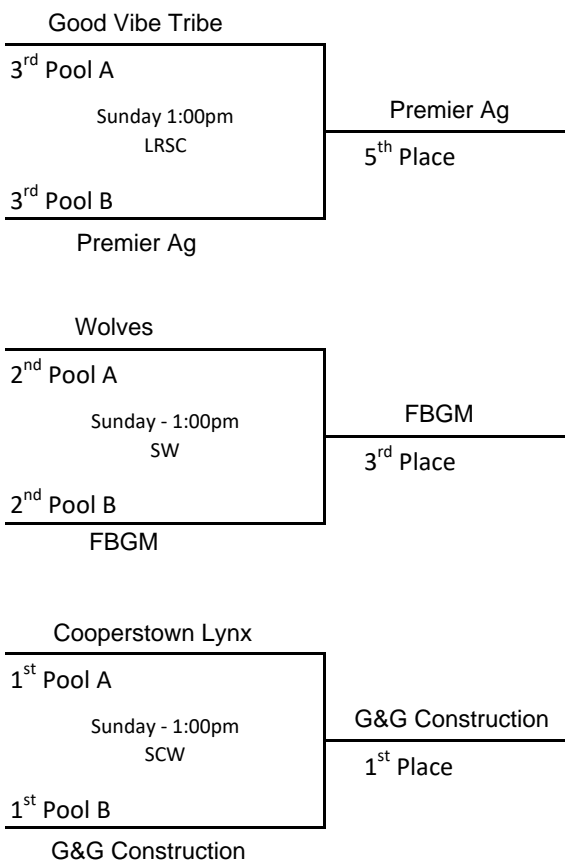 Good Vibe Tribe
3rd Pool A
Sunday 1:00pm
LRSC
Premier Ag
5th Place
3rd Pool B
Premier Ag
Wolves
2nd Pool A
Sunday - 1:00pm
SW
FBGM
3rd Place
2nd Pool B
FBGM
Cooperstown Lynx
1st Pool A
Sunday - 1:00pm
SCW
G&G Construction
1st Place
1st Pool B
G&G Construction